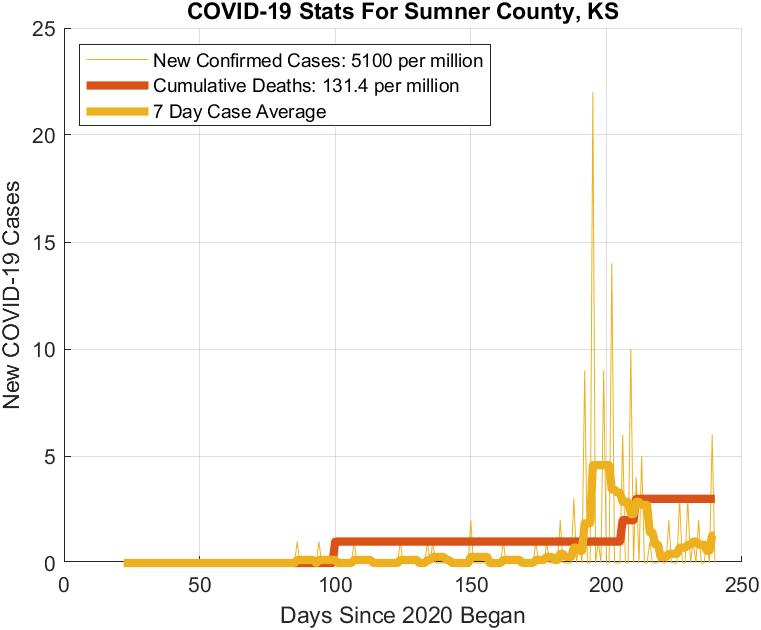 COVID-19 Stats For Sumner County, KS
25
New Confirmed Cases: 5100 per million
Cumulative Deaths: 131.4 per million
7 Day Case Average
20
15
10
5
0
New COVID-19 Cases
0 50 100 150 200 250
Days Since 2020 Began